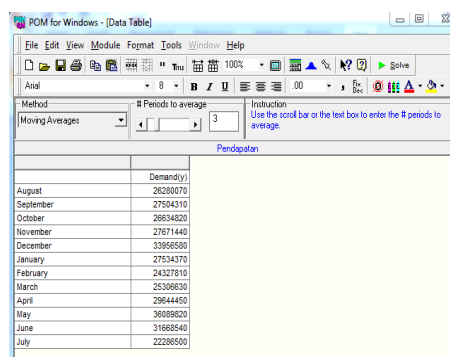 POM for Windows - [Data Table]
File Edit View Module Format Tools Window Help
100% Solve
Arial 8 B I U .00 , Fix Dec 0
Method # Periods to average Instruction
Moving Averages 3 Use the scroll bar or the text box to enter the # periods to average.
Pendapatan
Demand(y)
August 26280070
September 27504310
October 26634820
November 27671440
December 33956580
January 27534370
February 24327810
March 25306630
April 29644450
May 36089820
June 31668540
July 22286500